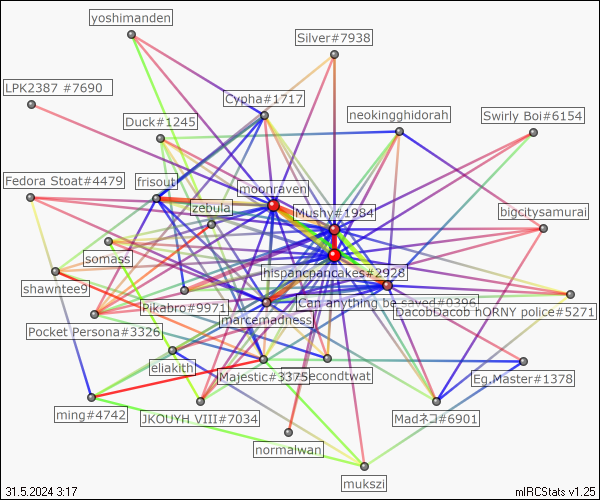 yoshimanden
Silver#7938
LPK2387 #7690
Cypha#1717
neokingghidorah
Swirly Boi#6154
Duck#1245
Fedora Stoat#4479
frisout
moonraven
zebula
Mushy#1984
bigcitysamurai
somass
hispancpancakes#2928
shawntee9
Pikabro#9971
Can anything be saved#0396
DacobDacob hORNY police#5271
marcemadness
Pocket Persona#3326
eliakith
Majestic#3375
secondtwat
Eg.Master#1378
ming#4742
JKOUYH VIII#7034
Madネコ#6901
normalwan
mukszi
31.5.2024 3:17
mIRCStats v1.25